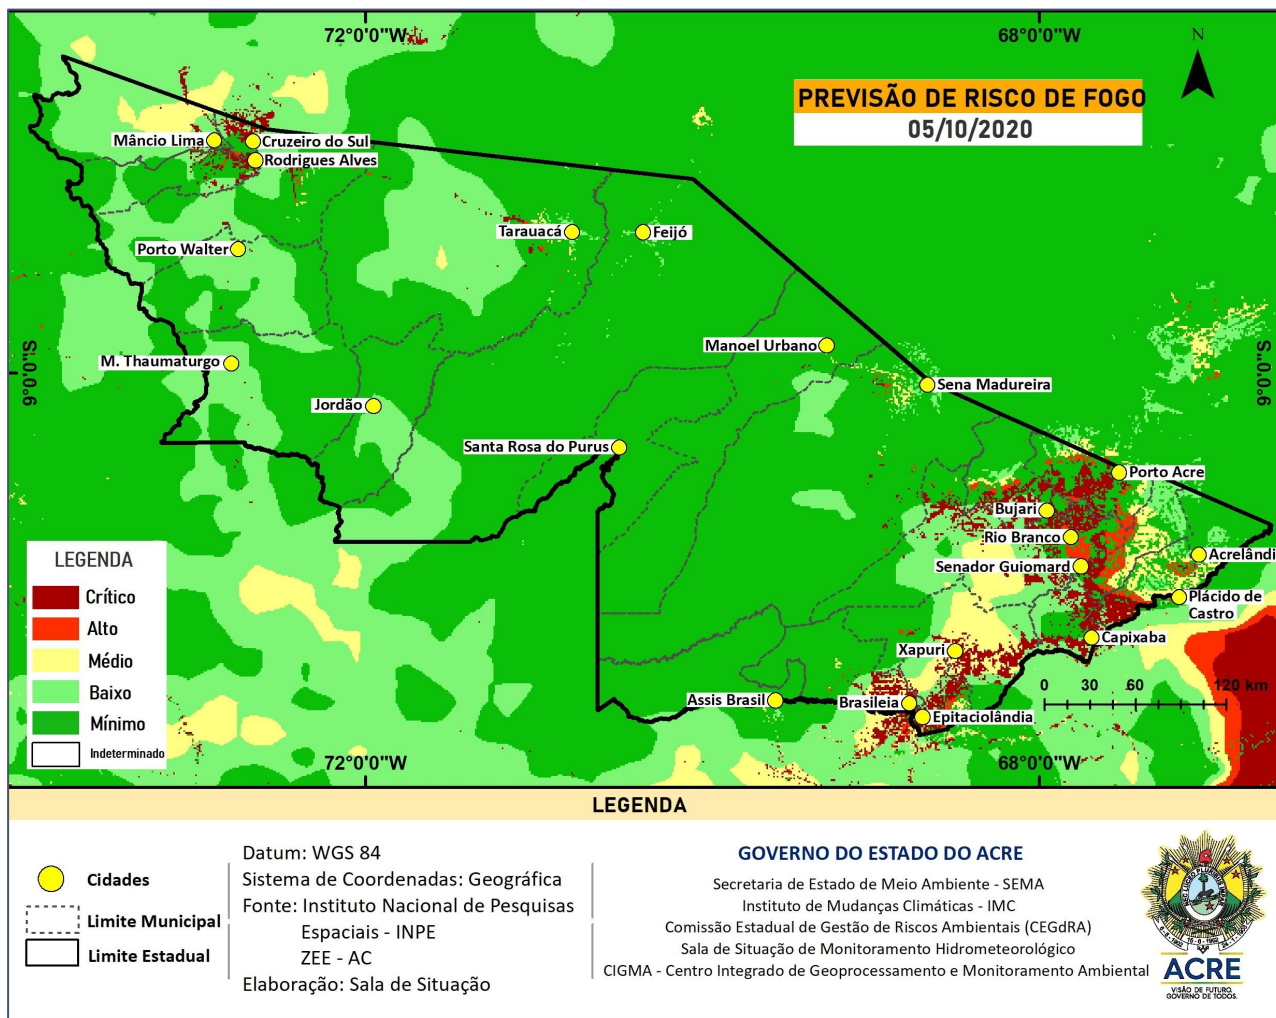 72°0'0"W
68°0'0"W
N
PREVISÃO DE RISCO DE FOGO
05/10/2020
Mâncio Lima
Cruzeiro do Sul
Rodrigues Alves
Porto Walter
Tarauacá
Feijó
M. Thaumaturgo
Jordão
Manoel Urbano
Sena Madureira
9°0'0"S
9°0'0"S
Santa Rosa do Purus
Porto Acre
Bujari
Rio Branco
Senador Guiomard
Acrelândi
Plácido de
Castro
Capixaba
Xapuri
Assis Brasil
Brasileia
Epitaciolândia
0 30 60 120 km
LEGENDA
Crítico
Alto
Médio
Baixo
Mínimo
Indeterminado
72°0'0"W
68°0'0"W
LEGENDA
Cidades
Limite Municipal
Limite Estadual
Datum: WGS 84
Sistema de Coordenadas: Geográfica
Fonte: Instituto Nacional de Pesquisas
Espaciais - INPE
ZEE - AC
Elaboração: Sala de Situação
GOVERNO DO ESTADO DO ACRE
Secretaria de Estado de Meio Ambiente - SEMA
Instituto de Mudanças Climáticas - IMC
Comissão Estadual de Gestão de Riscos Ambientais (CEGdRA)
Sala de Situação de Monitoramento Hidrometeorológico
CIGMA - Centro Integrado de Geoprocessamento e Monitoramento Ambiental
ACRE
VISÃO DE FUTURO.
GOVERNO DE TODOS.